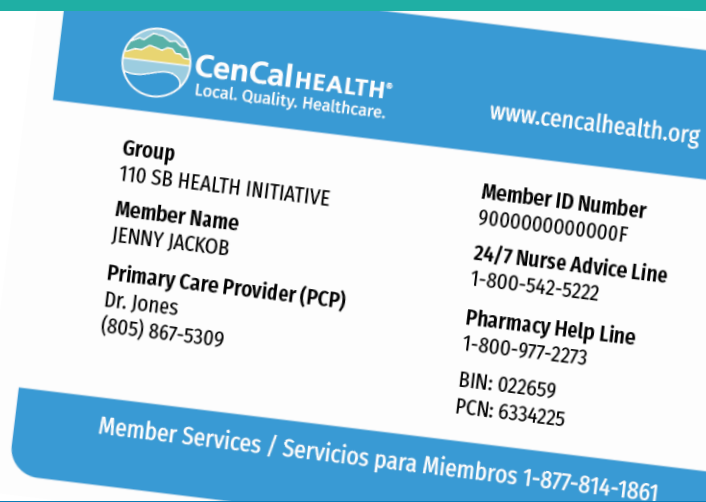 CenCalHEALTH®
Local. Quality. Healthcare.
www.cencalhealth.org
Group
110 SB HEALTH INITIATIVE
Member Name
JENNY JACKOB
Primary Care Provider (PCP)
Dr. Jones
(805) 867-5309
Member ID Number
9000000000000F
24/7 Nurse Advice Line
1-800-542-5222
Pharmacy Help Line
1-800-977-2273
BIN: 022659
PCN: 6334225
Member Services / Servicios para Miembros 1-877-814-1861